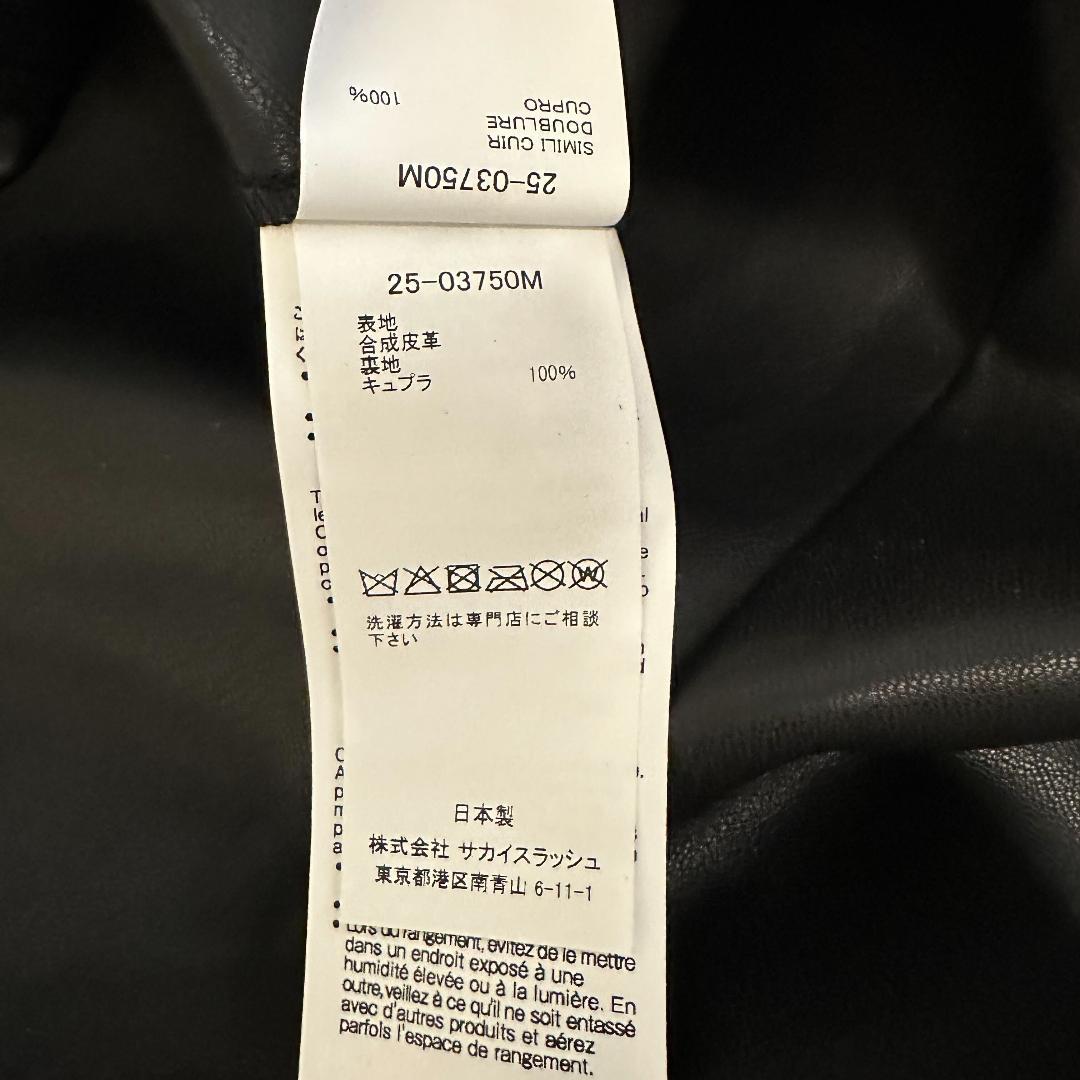 25-03750M
SIMILI CUIR
DOUBLURE
CUPRO 100%
25-03750M
表地
合成皮革
裏地
キュプラ 100%
洗濯方法は専門店にご相談
下さい
日本製
株式会社 サカイスラッシュ
東京都港区南青山 6-11-1
Lors du rangement, évitez de le mettre
dans un endroit exposé à une
humidité élevée ou à la lumière. En
outre, veillez à ce qu'il ne soit entassé
avec d'autres produits et aérez
parfois l'espace de rangement.